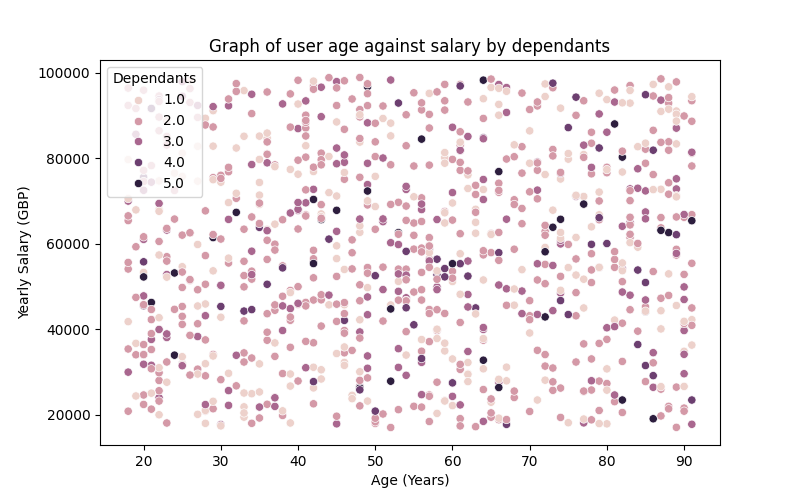 Graph of user age against salary by dependants
Yearly Salary (GBP)
100000
80000
60000
40000
20000
Dependants
1.0
2.0
3.0
4.0
5.0
20 30 40 50 60 70 80 90
Age (Years)